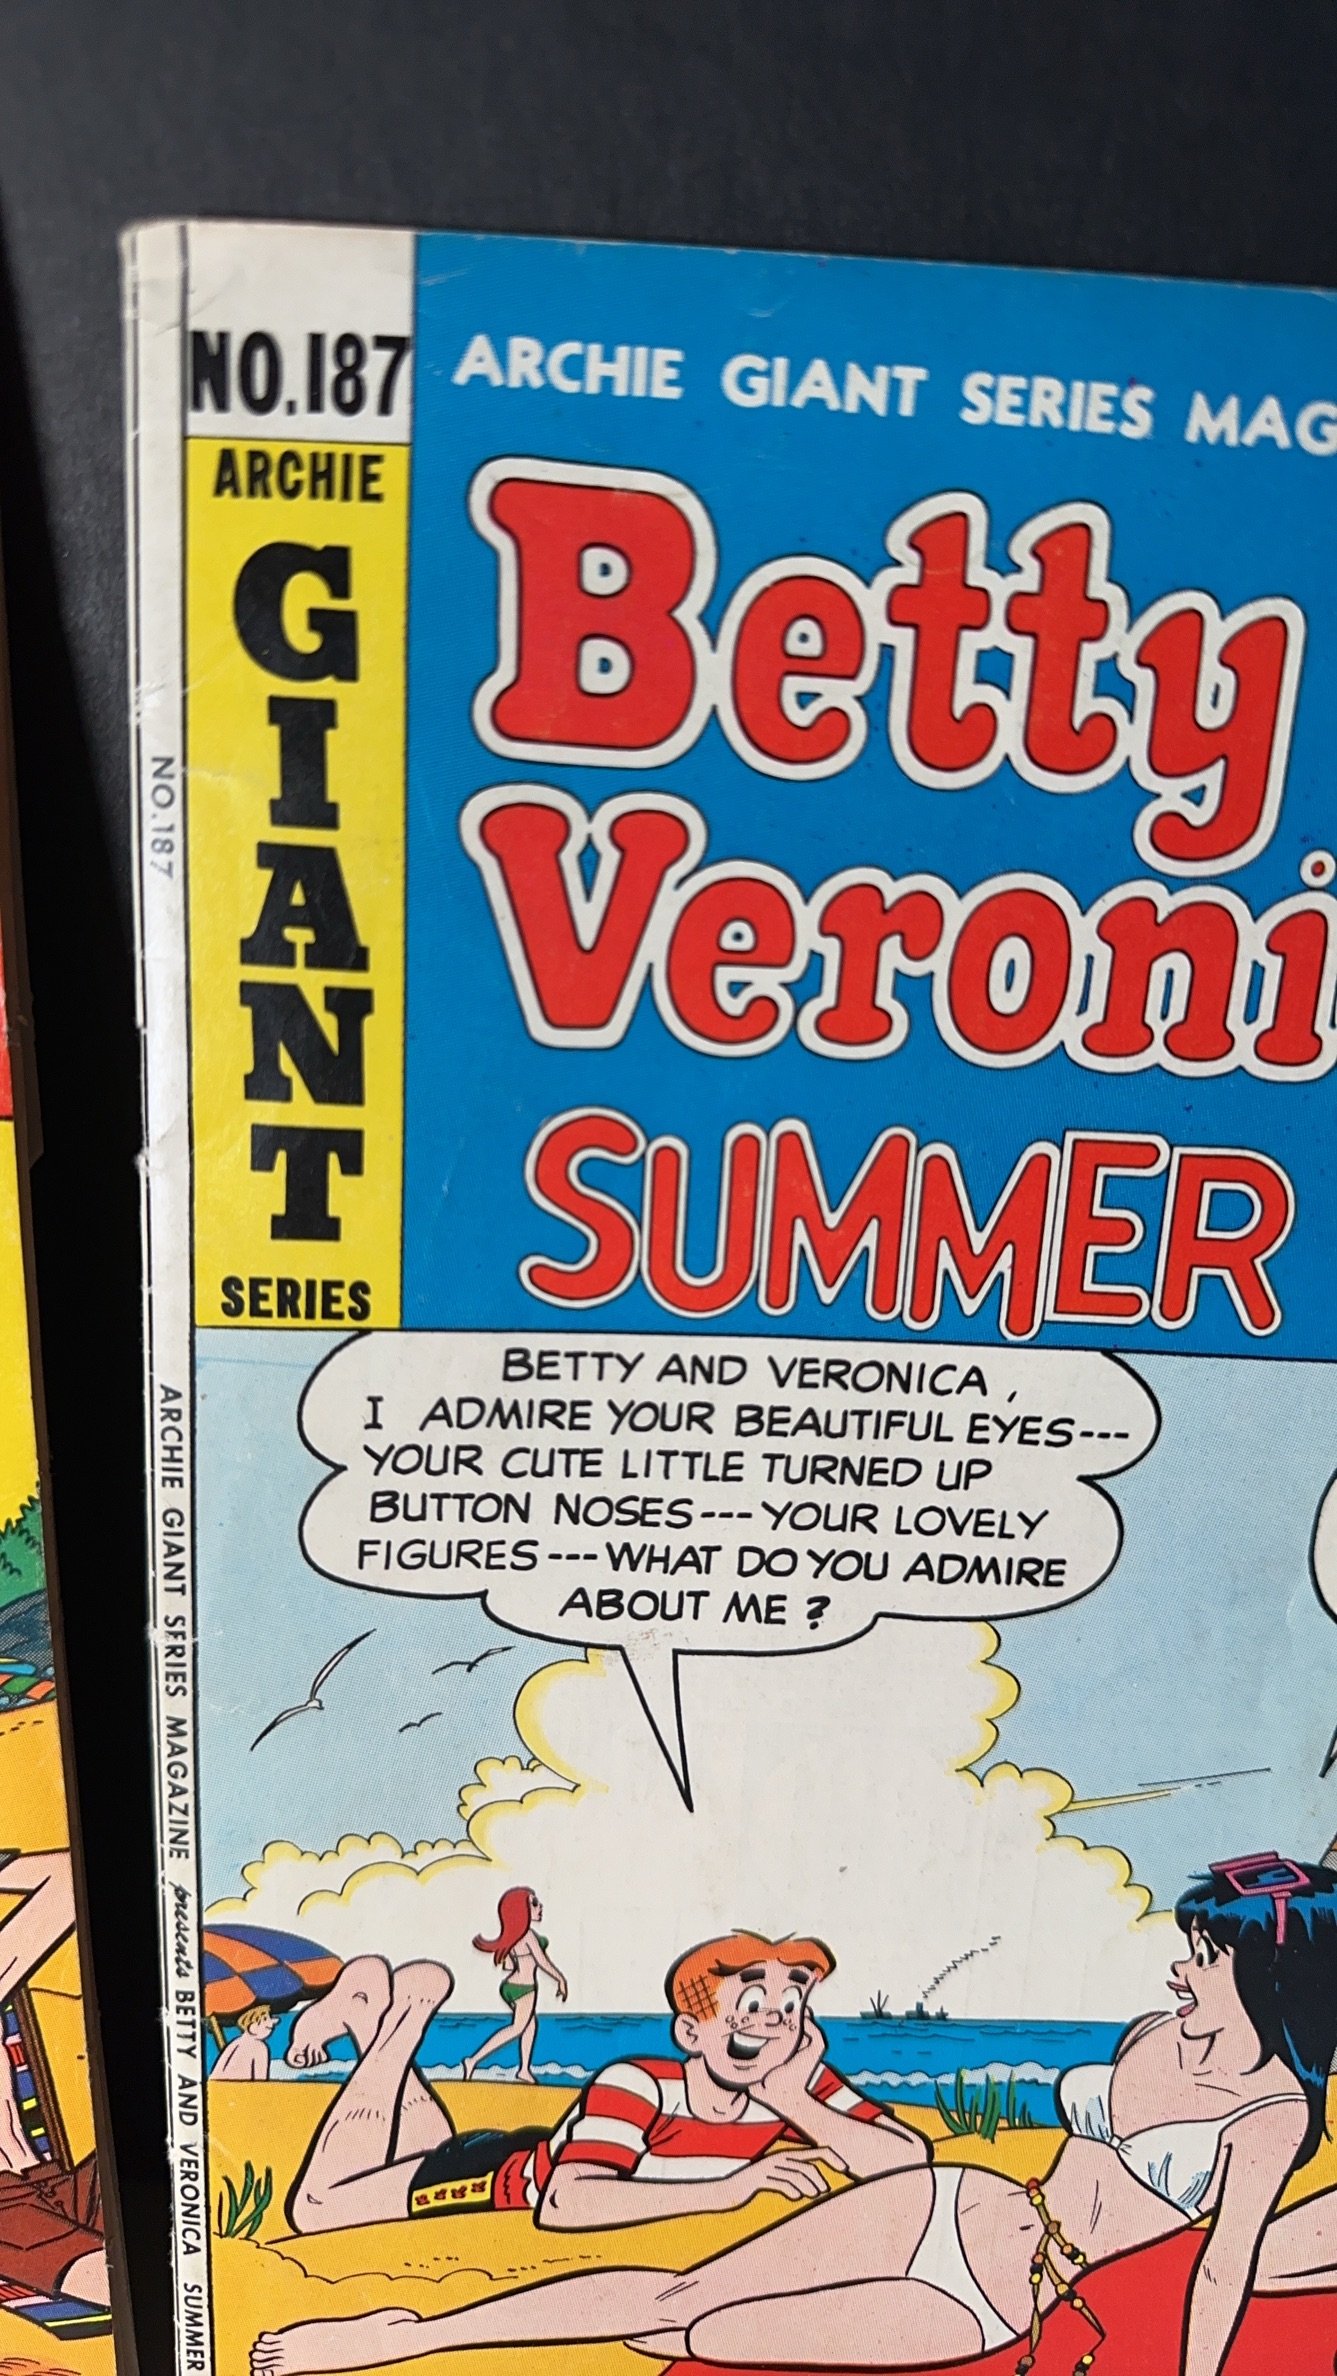 NO.187
ARCHIE
GIANT
SERIES
ARCHIE GIANT SERIES MAG
Betty
Veroni
SUMMER
BETTY AND VERONICA,
I ADMIRE YOUR BEAUTIFUL EYES---
YOUR CUTE LITTLE TURNED UP
BUTTON NOSES---YOUR LOVELY
FIGURES---WHAT DO YOU ADMIRE
ABOUT ME?
NO.187
ARCHIE GIANT SERIES MAGAZINE presents BETTY AND VERONICA SUMMER